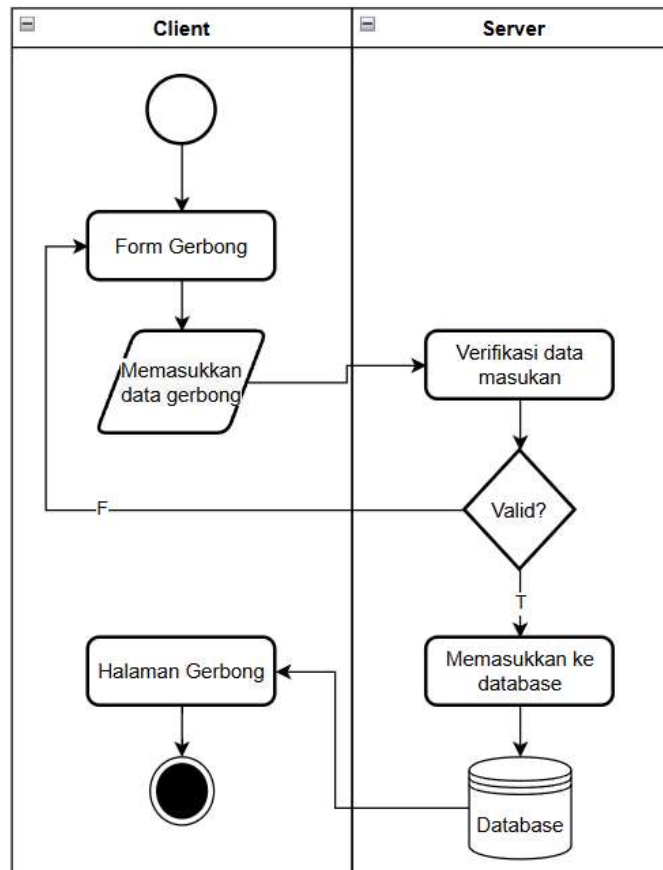 Client
Server
Form Gerbong
Memasukkan
data gerbong
Verifikasi data
masukan
Valid?
F
T
Halaman Gerbong
Memasukkan ke
database
Database